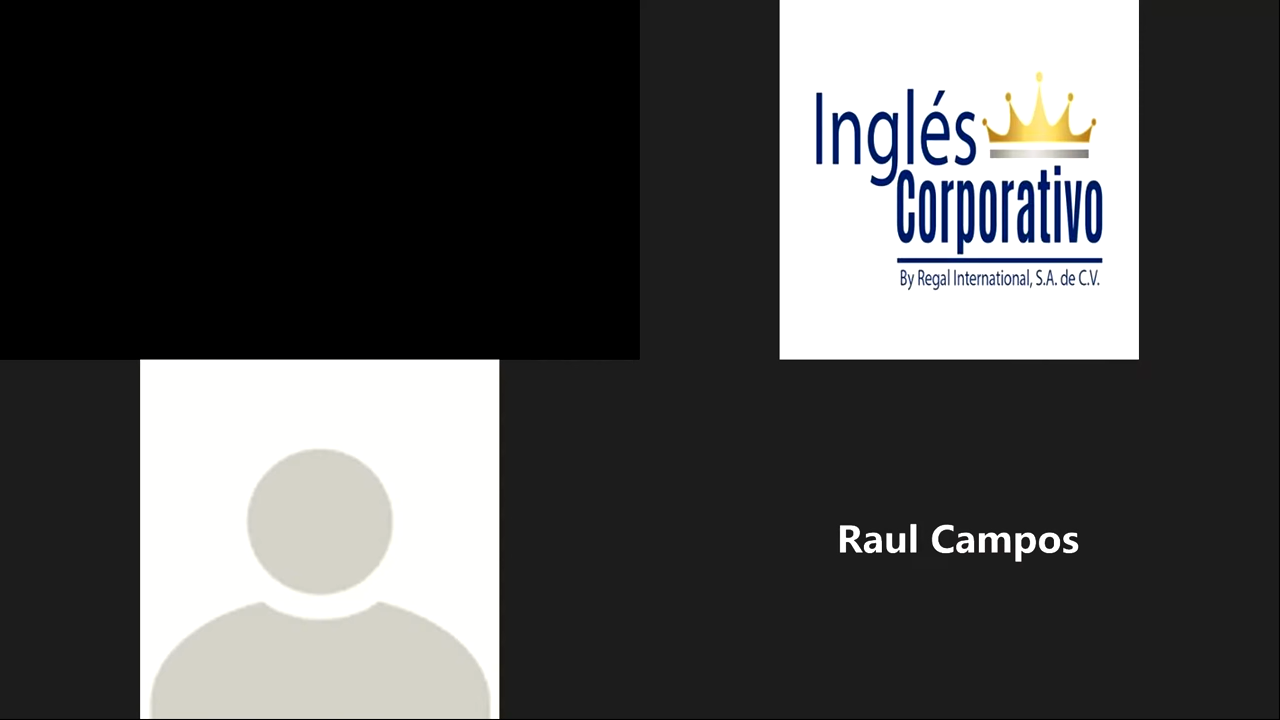 Inglés
Corporativo
By Regal International, S.A. de C.V.
Raul Campos